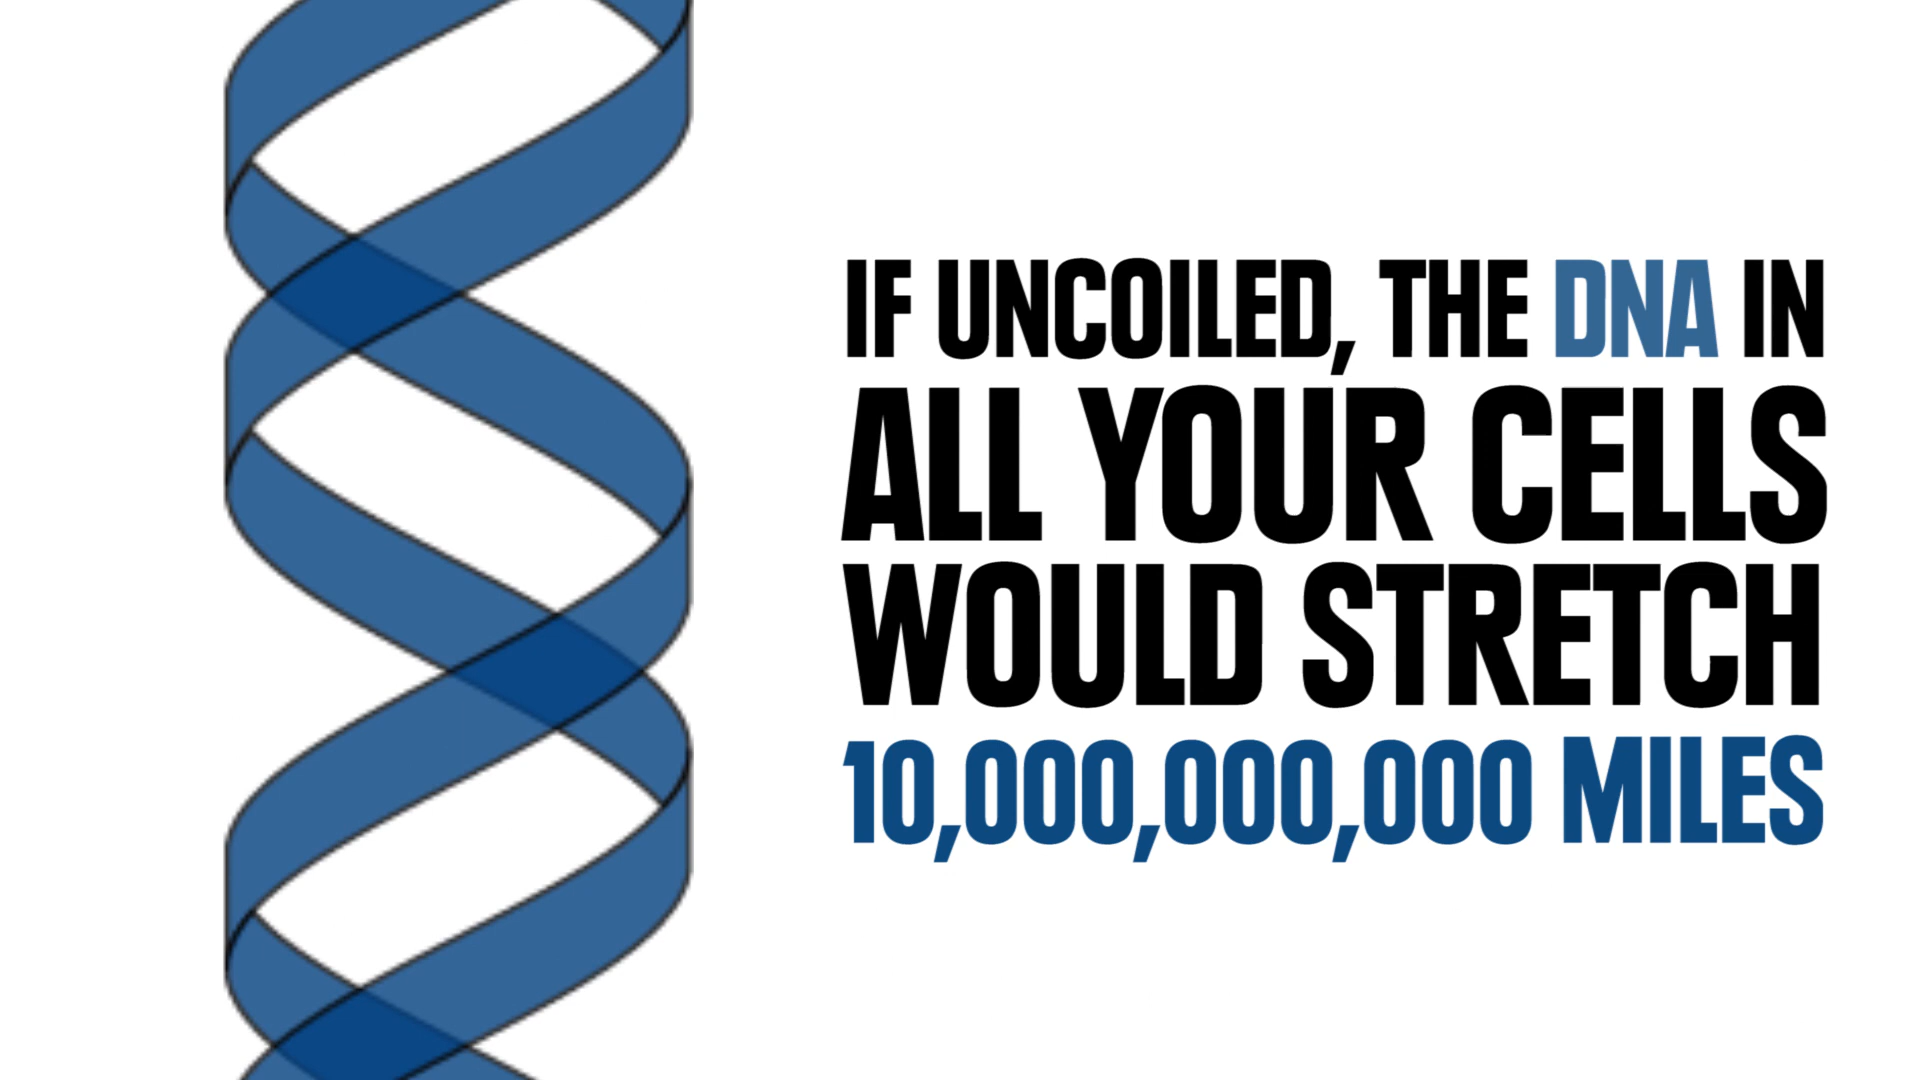 IF UNCOILED, THE DNA IN
ALL YOUR CELLS
WOULD STRETCH
10,000,000,000 MILES